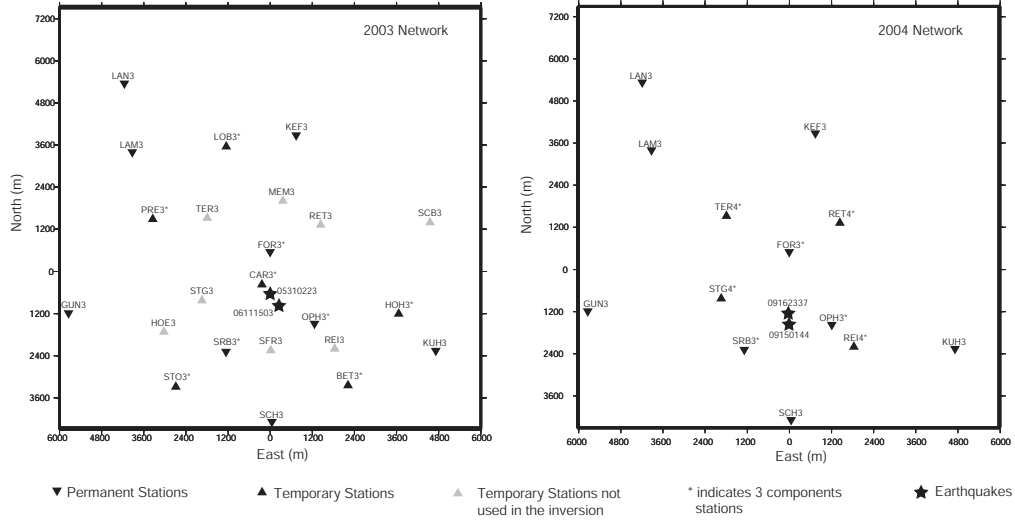 2003 Network
7200
6000
4800
3600
2400
1200
0
1200
2400
3600
North (m)
LAN3
KEF3
LOB3*
LAM3
MEM3
PRE3*
TER3
RET3
SCB3
FOR3*
CAR3*
05310223
STG3
GUN3
06111503
HOH3*
OPH3*
HOE3
SRB3*
SFR3
REI3
KUH3
STO3*
BET3*
SCH3
6000 4800 3600 2400 1200 0 1200 2400 3600 4800 6000
East (m)
2004 Network
7200
6000
4800
3600
2400
1200
0
1200
2400
3600
North (m)
LAN3
KEF3
LAM3
TER4*
RET4*
FOR3*
STG4*
GUN3
09162337
OPH3*
09150144
SRB3*
REI4*
KUH3
SCH3
6000 4800 3600 2400 1200 0 1200 2400 3600 4800 6000
East (m)
Permanent Stations
Temporary Stations
Temporary Stations not
used in the inversion
* indicates 3 components
stations
Earthquakes